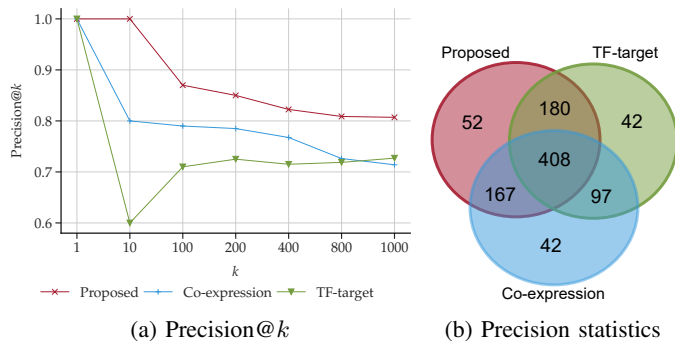 1.0
0.9
0.8
0.7
0.6
Precision@k
1 10 100 200 400 800 1000
k
Proposed Co-expression TF-target
(a) Precision@k
Proposed TF-target
52 180 42
408
167 97
42
Co-expression
(b) Precision statistics